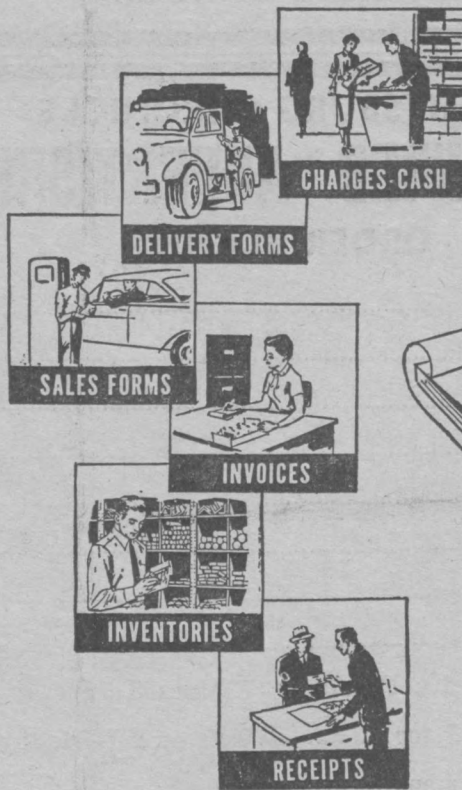 CHARGES-CASH
DELIVERY FORMS
SALES FORMS
INVOICES
INVENTORIES
RECEIPTS